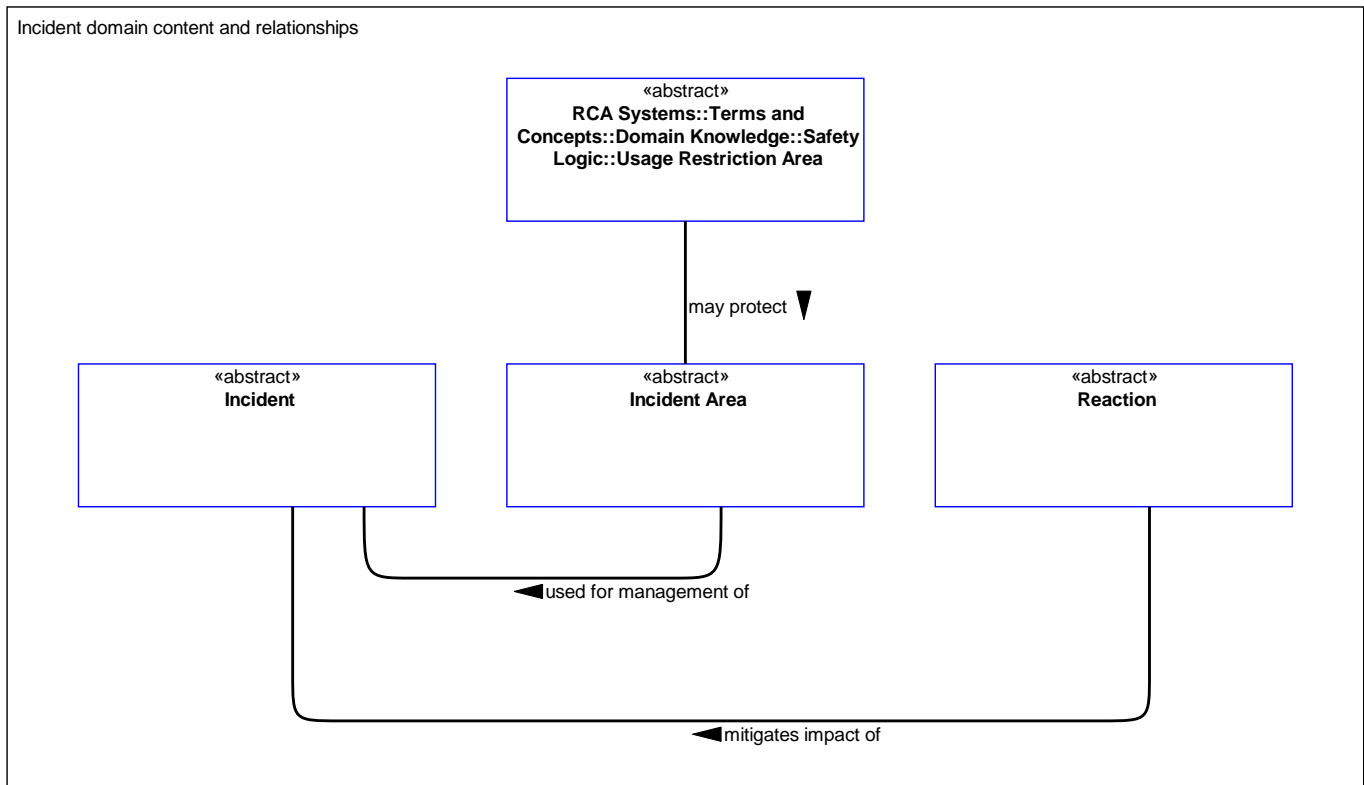 Incident domain content and relationships
«abstract»
RCA Systems::Terms and
Concepts::Domain Knowledge::Safety
Logic::Usage Restriction Area
may protect
«abstract»
Incident
«abstract»
Incident Area
«abstract»
Reaction
used for management of
mitigates impact of